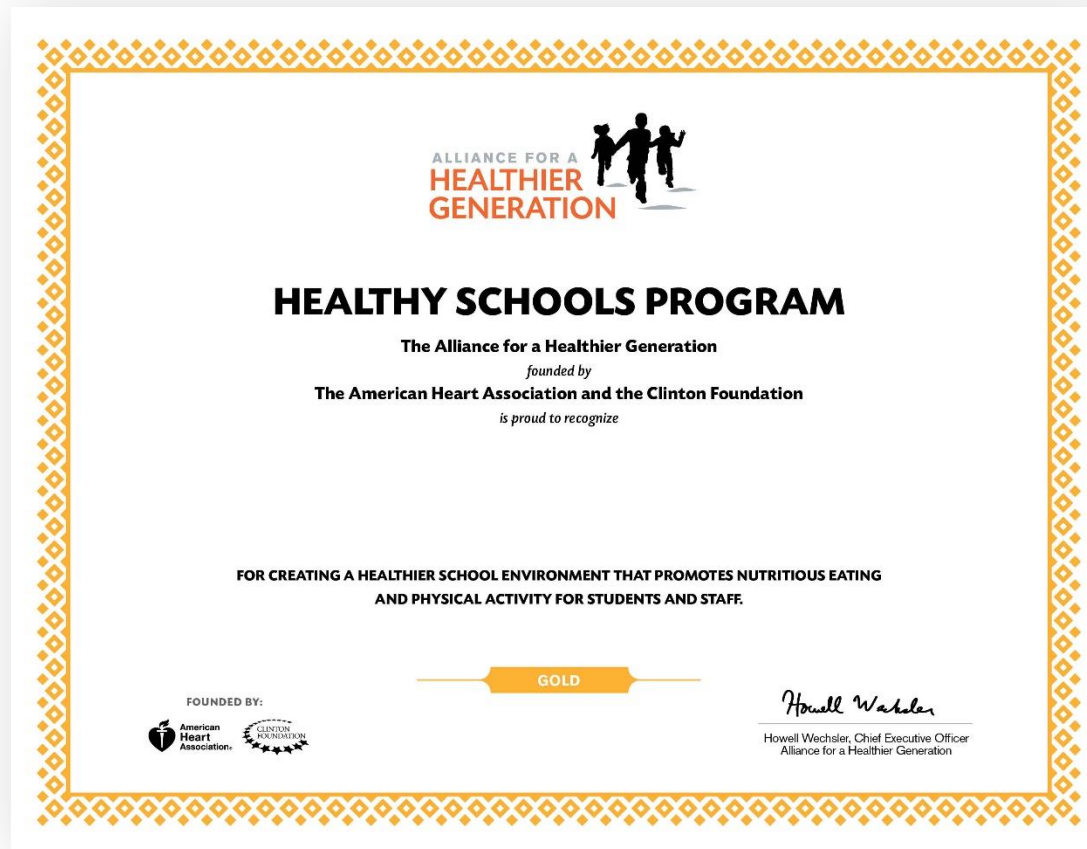 ALLIANCE FOR A
HEALTHIER
GENERATION
HEALTHY SCHOOLS PROGRAM
The Alliance for a Healthier Generation
founded by
The American Heart Association and the Clinton Foundation
is proud to recognize
FOR CREATING A HEALTHIER SCHOOL ENVIRONMENT THAT PROMOTES NUTRITIOUS EATING
AND PHYSICAL ACTIVITY FOR STUDENTS AND STAFF.
GOLD
FOUNDED BY:
American
Heart
Association®
CLINTON
FOUNDATION
Howell Wechsler
Howell Wechsler, Chief Executive Officer
Alliance for a Healthier Generation